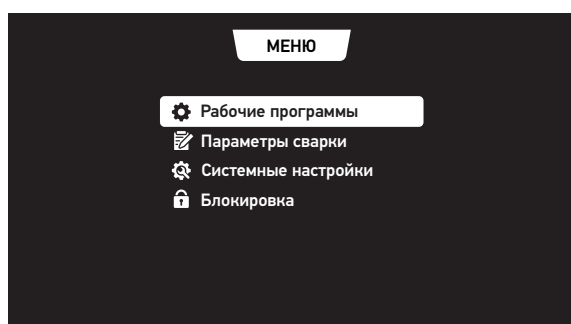 МЕНЮ
Рабочие программы
Параметры сварки
Системные настройки
Блокировка